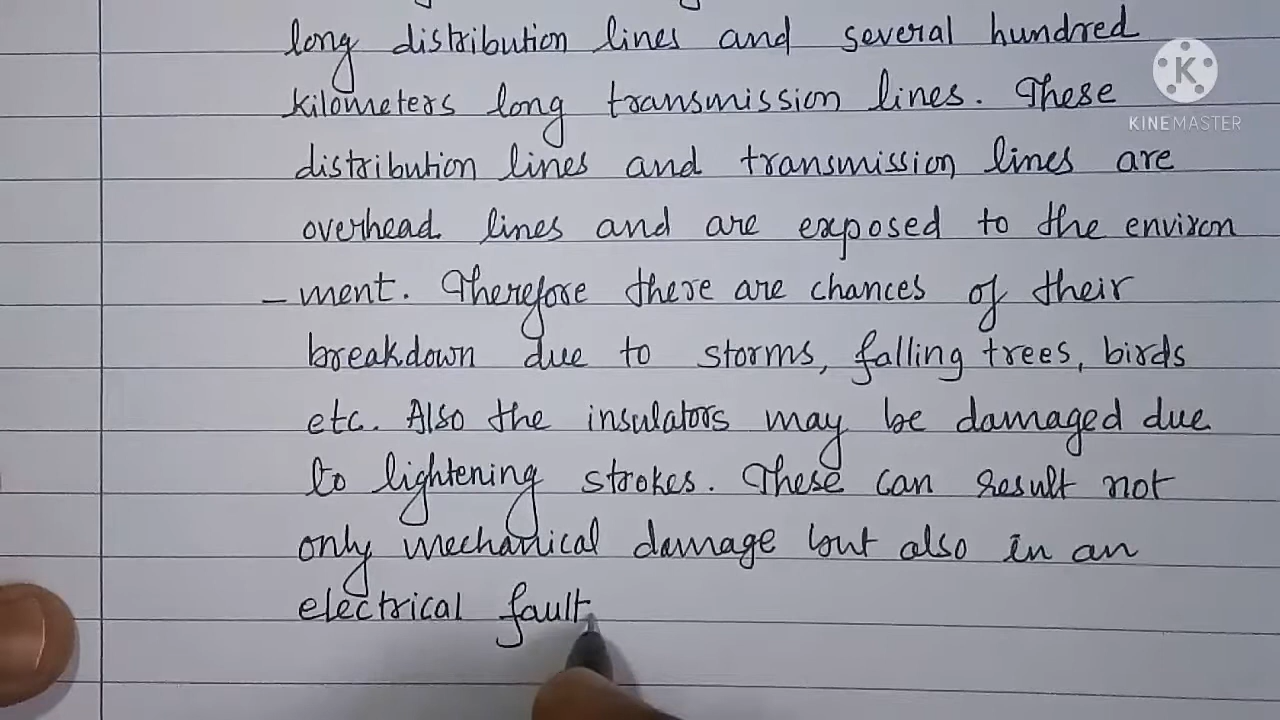 long distribution lines and several hundred
kilometers long transmission lines. These
distribution lines and transmission lines are
overhead lines and are exposed to the environ
- ment. Therefore there are chances of their
breakdown due to storms, falling trees, birds
etc. Also the insulators may be damaged due
to lightening strokes. These can result not
only mechanical damage but also in an
electrical fault
K
KINEMASTER